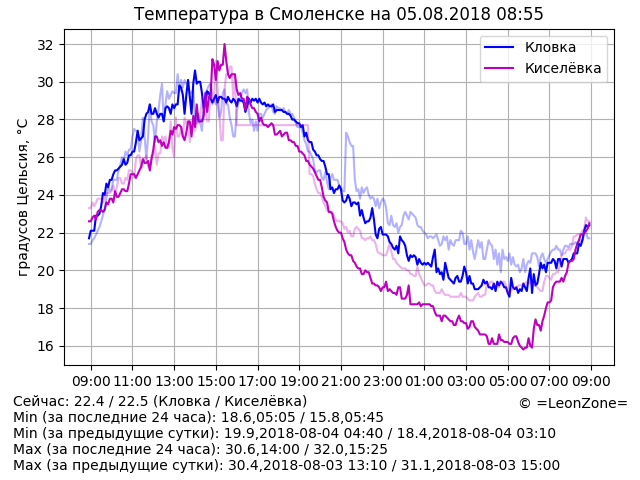 Температура в Смоленске на 05.08.2018 08:55
градусов Цельсия, °C
32
30
28
26
24
22
20
18
16
Кловка
Киселёвка
09:00 11:00 13:00 15:00 17:00 19:00 21:00 23:00 01:00 03:00 05:00 07:00 09:00
Сейчас: 22.4 / 22.5 (Кловка / Киселёвка)
© =LeonZone=
Min (за последние 24 часа): 18.6,05:05 / 15.8,05:45
Min (за предыдущие сутки): 19.9,2018-08-04 04:40 / 18.4,2018-08-04 03:10
Max (за последние 24 часа): 30.6,14:00 / 32.0,15:25
Max (за предыдущие сутки): 30.4,2018-08-03 13:10 / 31.1,2018-08-03 15:00